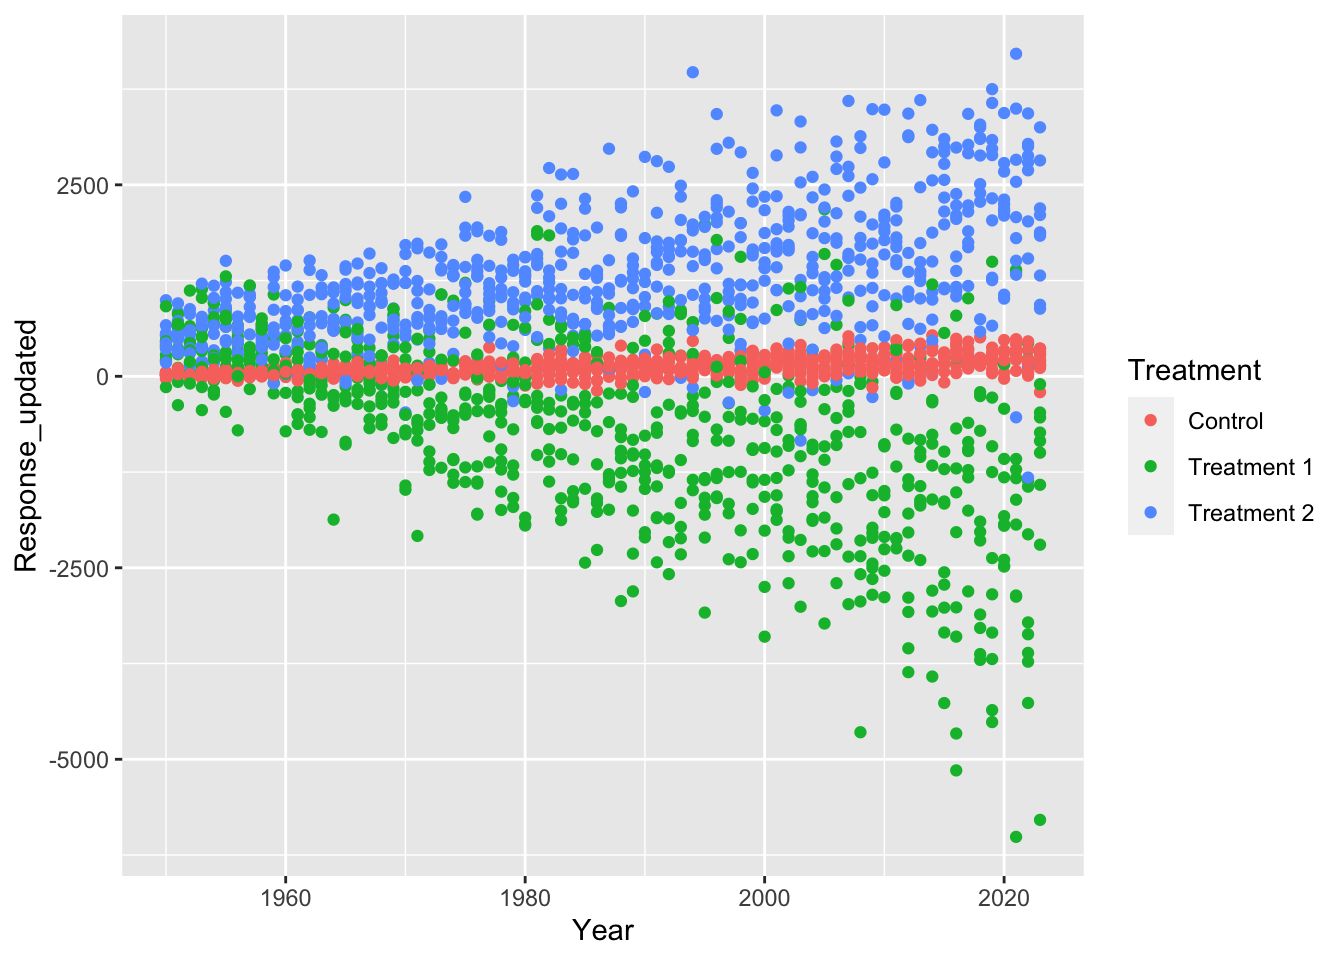 Response_updated
2500
0
-2500
-5000
1960
1980
2000
2020
Year
Treatment
Control
Treatment 1
Treatment 2